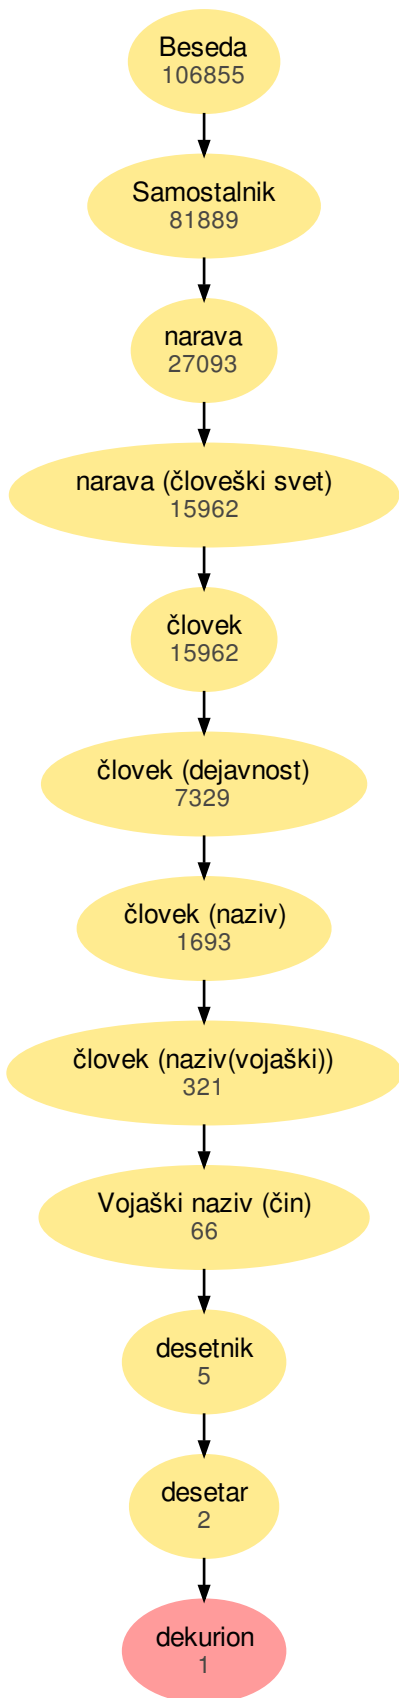 Beseda
106855
Samostalnik
81889
narava
27093
narava (človeški svet)
15962
človek
15962
človek (dejavnost)
7329
človek (naziv)
1693
človek (naziv(vojaški))
321
Vojaški naziv (čin)
66
desetnik
5
desetar
2
dekurion
1